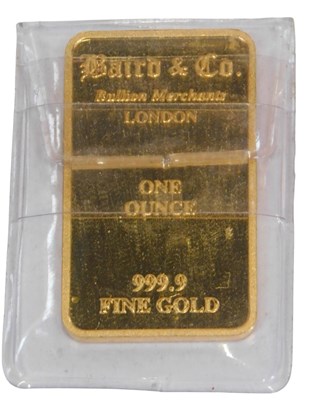 Baird & Co.
Bullion Merchants
LONDON
ONE
OUNCE
999.9
FINE GOLD